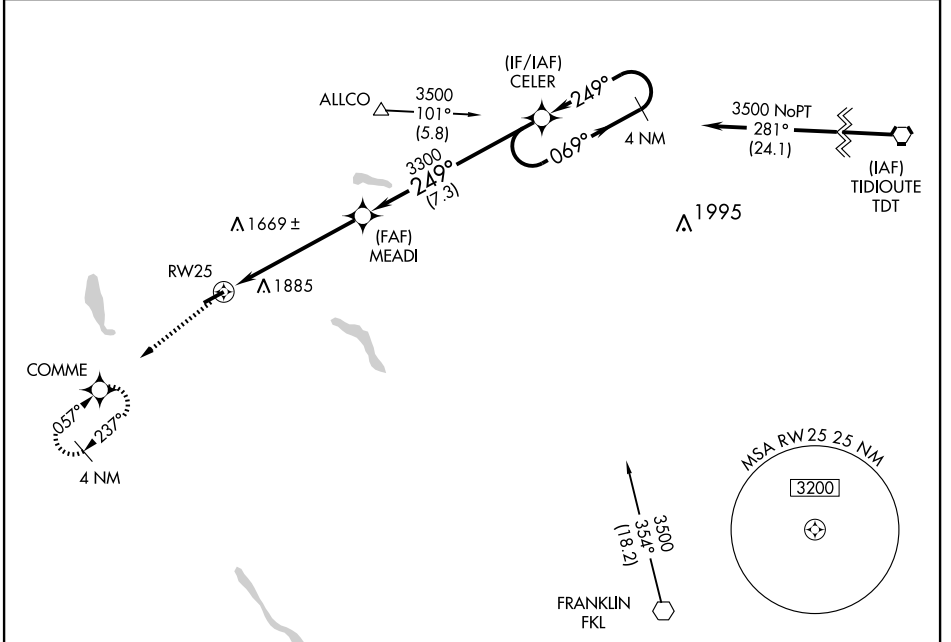 (IF/IAF)
CELER
ALLCO
3500
101°
(5.8)
249°
069°
4 NM
3500 NoPT
281°
(24.1)
(IAF)
TIDIOUTE
TDT
3300
249°
(7.3)
1995
1669 ±
(FAF)
MEADI
RW25
1885
COMME
057°
237°
4 NM
MSA RW 25 25 NM
3200
3500
354°
(18.2)
FRANKLIN
FKL